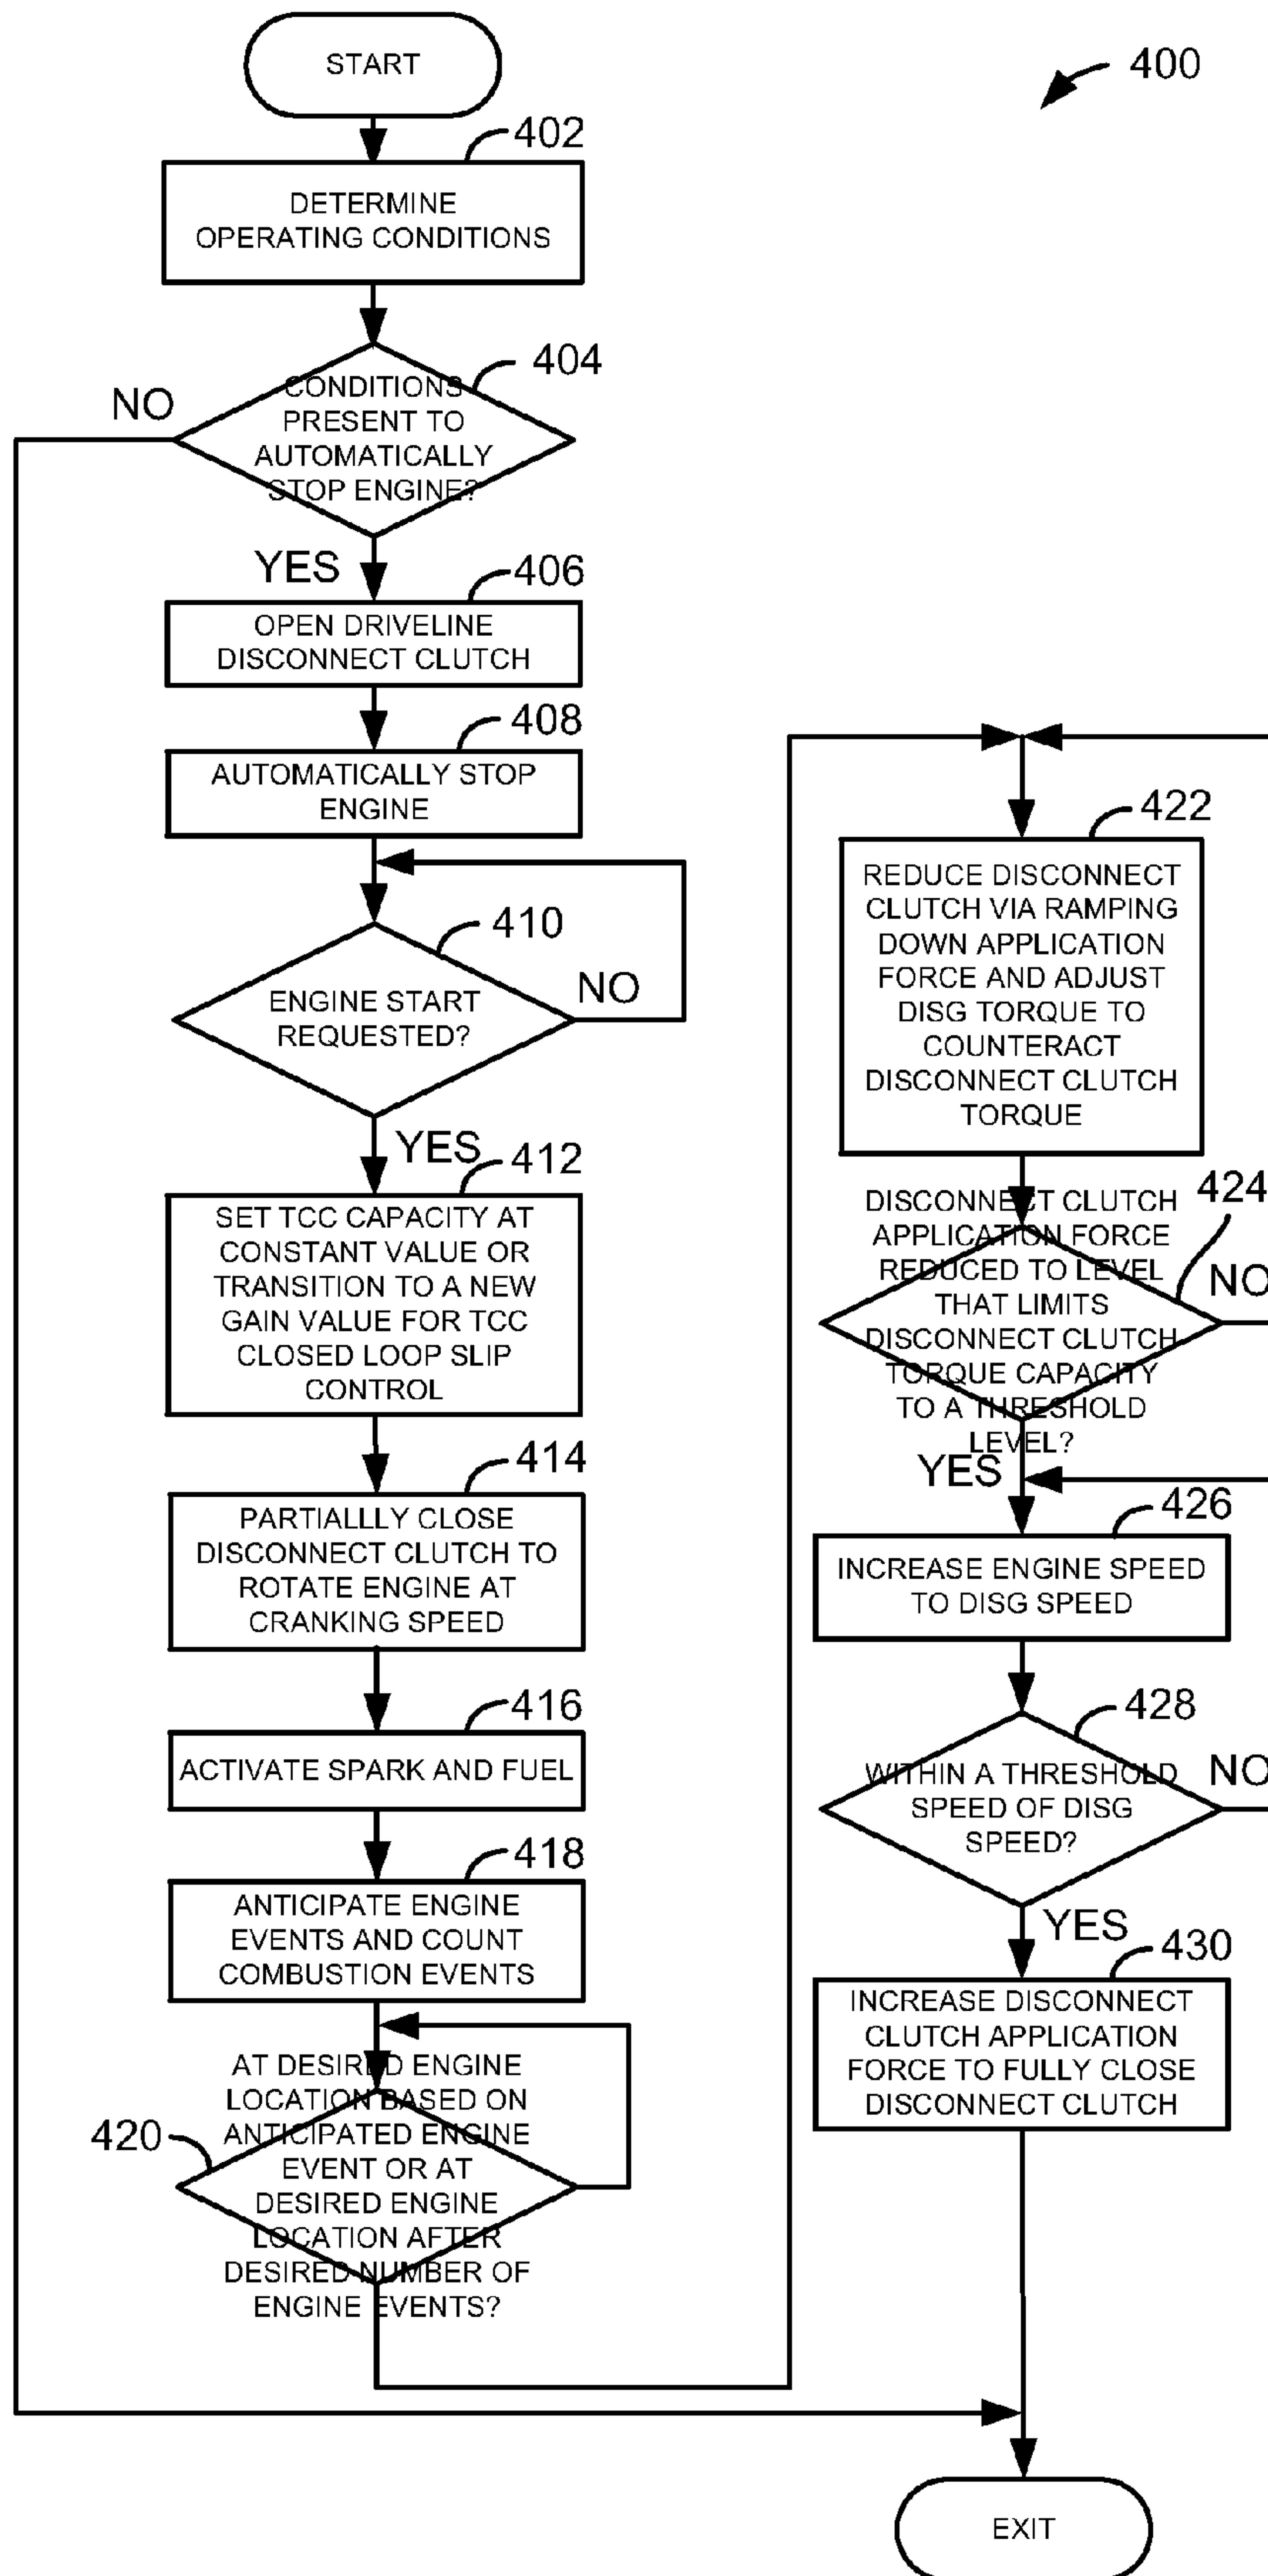 START
400
402
DETERMINE
OPERATING CONDITIONS
404
NO
CONDITIONS
PRESENT TO
AUTOMATICALLY
STOP ENGINE?
YES
406
OPEN DRIVELINE
DISCONNECT CLUTCH
408
AUTOMATICALLY STOP
ENGINE
410
ENGINE START
REQUESTED?
NO
YES
412
SET TCC CAPACITY AT
CONSTANT VALUE OR
TRANSITION TO A NEW
GAIN VALUE FOR TCC
CLOSED LOOP SLIP
CONTROL
414
PARTIALLLY CLOSE
DISCONNECT CLUTCH TO
ROTATE ENGINE AT
CRANKING SPEED
416
ACTIVATE SPARK AND FUEL
418
ANTICIPATE ENGINE
EVENTS AND COUNT
COMBUSTION EVENTS
420
AT DESIRED ENGINE
LOCATION BASED ON
ANTICIPATED ENGINE
EVENT OR AT
DESIRED ENGINE
LOCATION AFTER
DESIRED NUMBER OF
ENGINE EVENTS?
422
REDUCE DISCONNECT
CLUTCH VIA RAMPING
DOWN APPLICATION
FORCE AND ADJUST
DISG TORQUE TO
COUNTERACT
DISCONNECT CLUTCH
TORQUE
424
DISCONNECT CLUTCH
APPLICATION FORCE
REDUCED TO LEVEL
THAT LIMITS
DISCONNECT CLUTCH
TORQUE CAPACITY
TO A THRESHOLD
LEVEL?
NO
YES
426
INCREASE ENGINE SPEED
TO DISG SPEED
428
WITHIN A THRESHOLD
SPEED OF DISG
SPEED?
NO
YES
430
INCREASE DISCONNECT
CLUTCH APPLICATION
FORCE TO FULLY CLOSE
DISCONNECT CLUTCH
EXIT